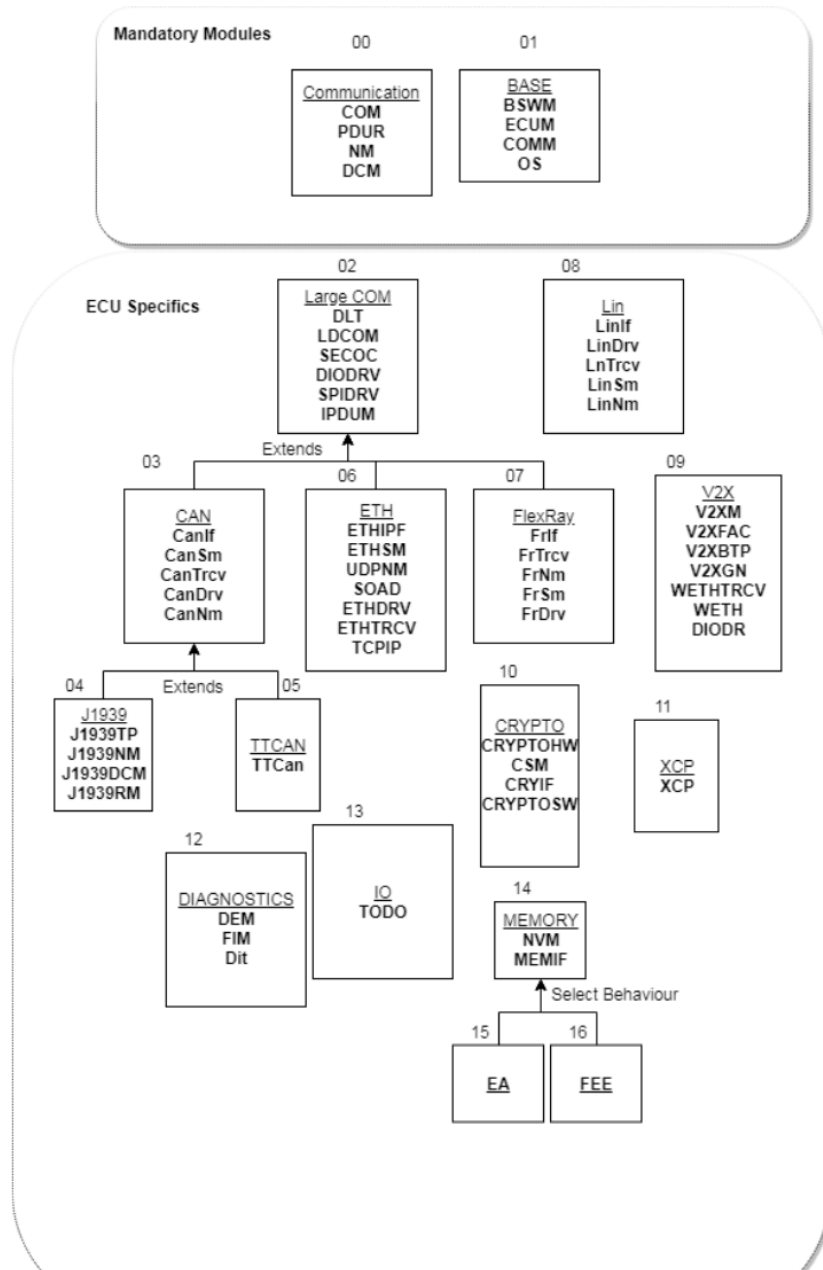 Mandatory Modules
00
01
Communication
COM
PDUR
NM
DCM
BASE
BSWM
ECUM
COMM
OS
ECU Specifics
02
Large COM
DLT
LDCOM
SECOC
DIODRV
SPIDRV
IPDUM
08
Lin
LinIf
LinDrv
LnTrcv
LinSm
LinNm
Extends
03
CAN
CanIf
CanSm
CanTrcv
CanDrv
CanNm
06
ETH
ETHIPF
ETHSM
UDPNM
SOAD
ETHDRV
ETHTRCV
TCPIP
07
FlexRay
FrIf
FrTrcv
FrNm
FrSm
FrDrv
09
V2X
V2XM
V2XFAC
V2XBTP
V2XGN
WETHTRCV
WETH
DIODR
Extends
04
J1939
J1939TP
J1939NM
J1939DCM
J1939RM
05
TTCAN
TTCan
10
CRYPTO
CRYPTOHW
CSM
CRYIF
CRYPTOSW
11
XCP
XCP
12
DIAGNOSTICS
DEM
FIM
Dit
13
IO
TODO
14
MEMORY
NVM
MEMIF
Select Behaviour
15
EA
16
FEE